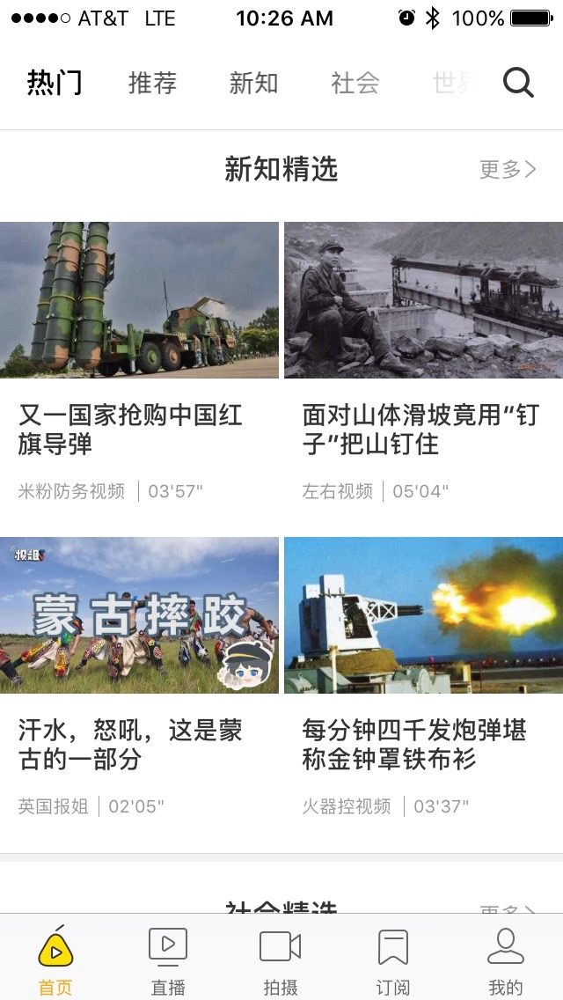 AT&T LTE 10:26 AM 100%
热门 推荐 新知 社会 世界
新知精选 更多
蒙古摔跤
又一国家抢购中国红
旗导弹
米粉防务视频 03'57"
面对山体滑坡竟用“钉
子”把山钉住
左右视频 05'04"
报姐
汗水，怒吼，这是蒙
古的一部分
英国报姐 02'05"
每分钟四千发炮弹堪
称金钟罩铁布衫
火器控视频 03'37"
社会精选 更多
首页 直播 拍摄 订阅 我的